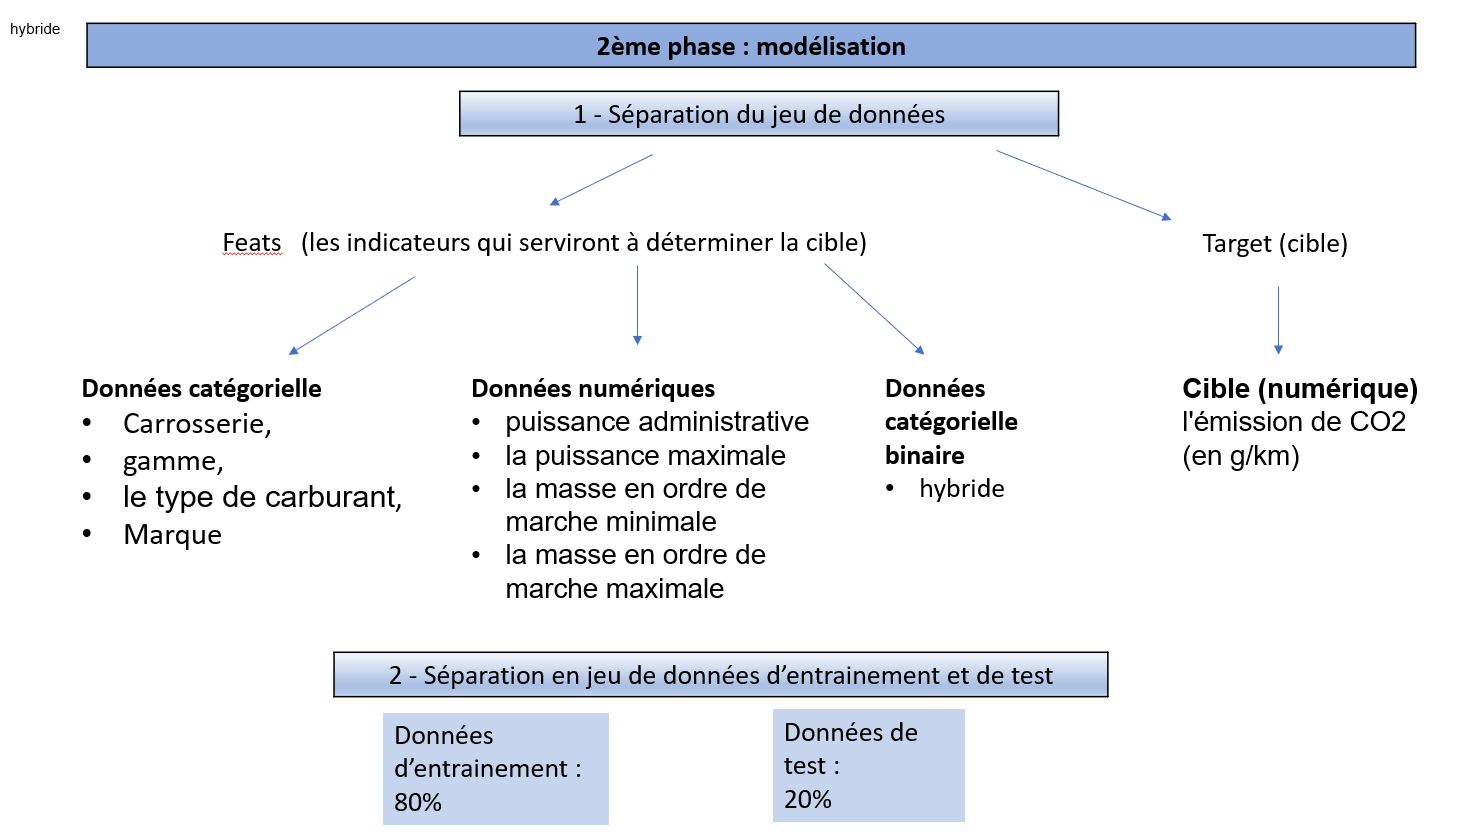 hybride
2ème phase : modélisation
1 - Séparation du jeu de données
Feats (les indicateurs qui serviront à déterminer la cible)
Target (cible)
Données catégorielle
• Carrosserie,
• gamme,
• le type de carburant,
• Marque
Données numériques
• puissance administrative
• la puissance maximale
• la masse en ordre de
marche minimale
• la masse en ordre de
marche maximale
Données
catégorielle
binaire
• hybride
Cible (numérique)
l'émission de CO2
(en g/km)
2 - Séparation en jeu de données d’entrainement et de test
Données
d’entrainement :
80%
Données de
test :
20%